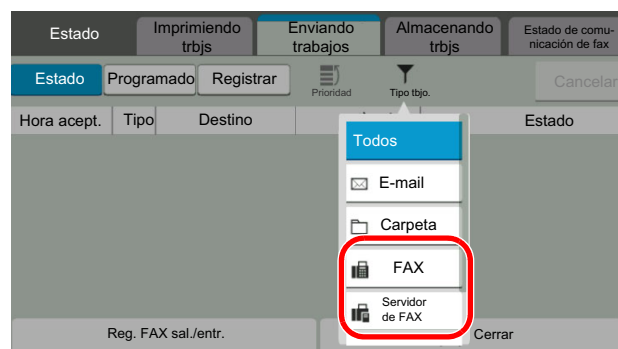 Estado
Imprimiendo
trbjs
Enviando
trabajos
Almacenando
trbjs
Estado de comu-
nicación de fax
Estado
Programado
Registrar
Prioridad
Tipo tbjo.
Cancelar
Hora acept.
Tipo
Destino
Estado
Todos
E-mail
Carpeta
FAX
Servidor
de FAX
Reg. FAX sal./entr.
Cerrar